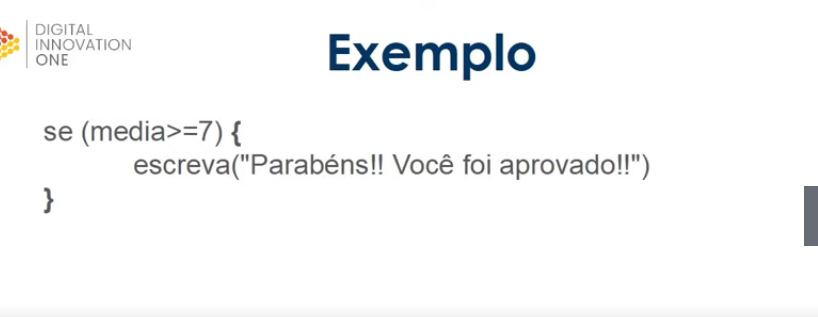 DIGITAL
INNOVATION
ONE
Exemplo
se (media>=7) {
escreva("Parabéns!! Você foi aprovado!!")
}